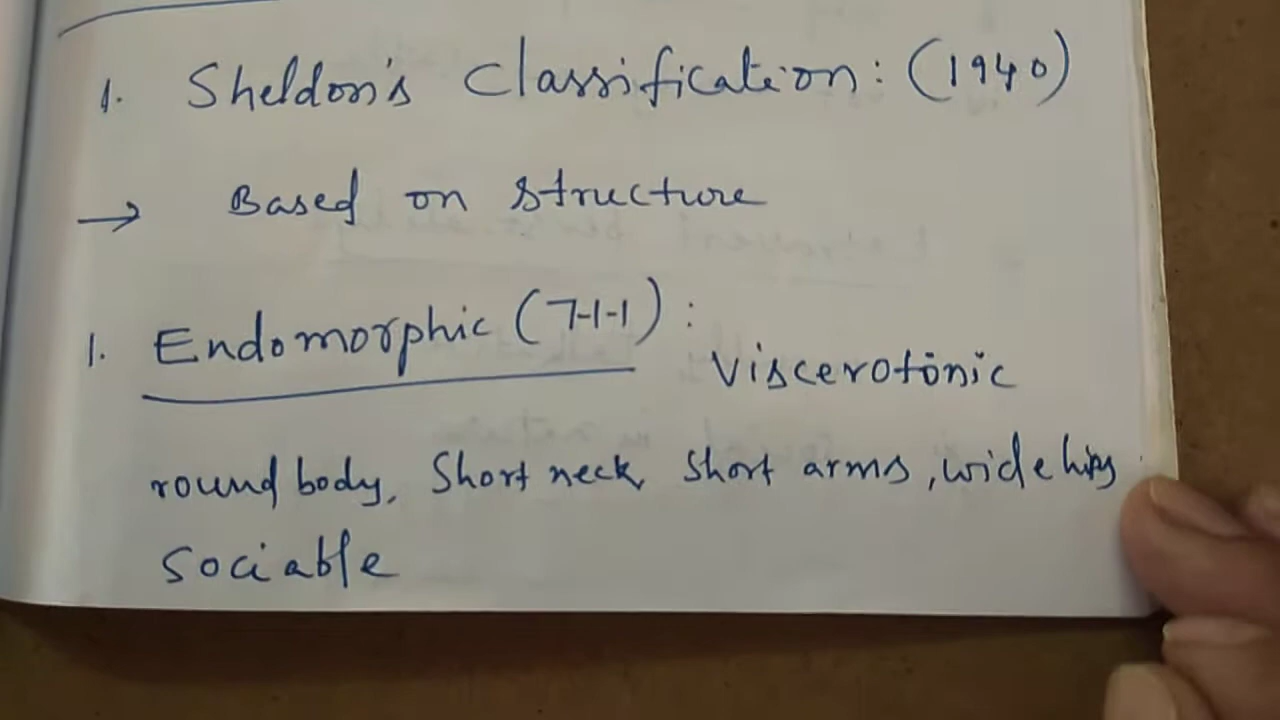 1. Sheldon's Classification: (1940)
→ Based on structure
1. Endomorphic (7-1-1) : Viscerotonic
round body, Short neck, Short arms, wide hips
Sociable